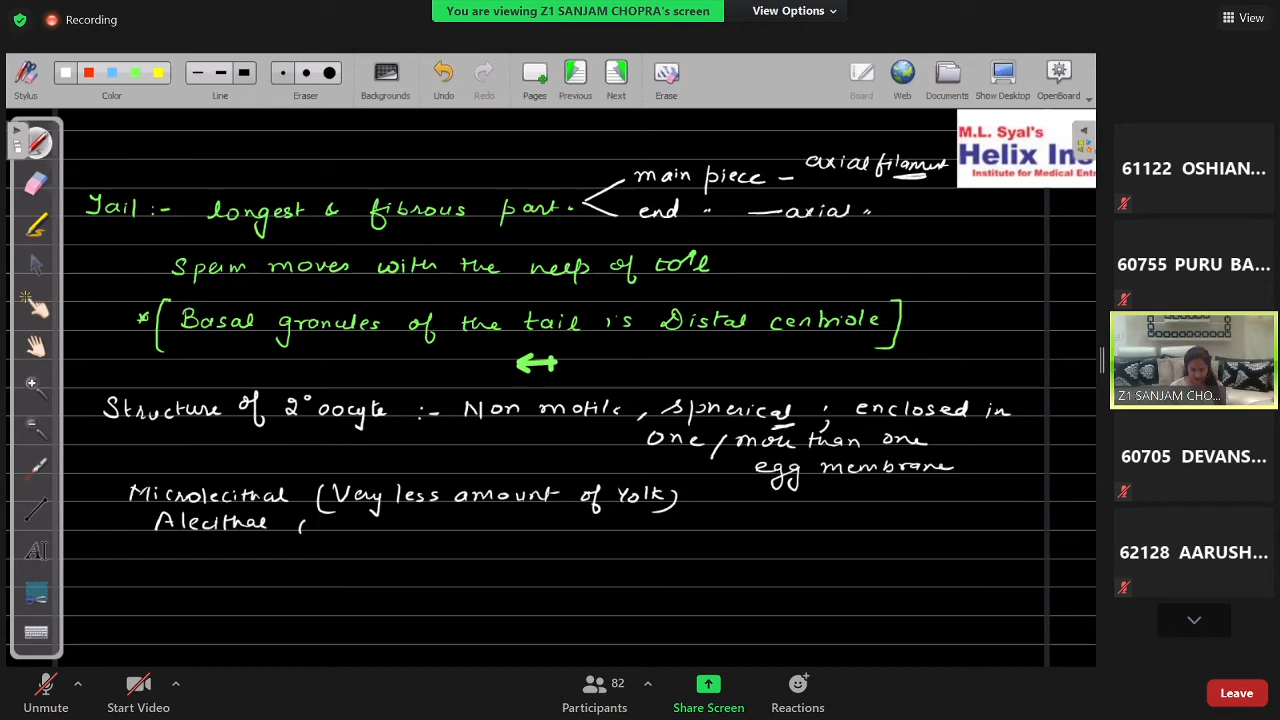 Recording
You are viewing Z1 SANJAM CHOPRA's screen
View Options
View
Stylus
Color
Line
Eraser
Backgrounds
Undo
Redo
Pages
Previous
Next
Erase
Board
Web
Documents
Show Desktop
OpenBoard
M.L. Syal's
Helix Ins
Institute for Medical Entr
main piece - axial filament
Tail :- longest & fibrous part.
end " — axial "
Sperm moves with the help of tail
*[ Basal granules of the tail is Distal centriole ]
Structure of 2° oocyte :- Non motile, spherical ; enclosed in
one / more than one
egg membrane
Microlecithal (Very less amount of Yolk)
Alecithal (
61122 OSHIAN...
60755 PURU BA...
Z1 SANJAM CHO...
60705 DEVANS...
62128 AARUSH...
Unmute
Start Video
82
Participants
Share Screen
Reactions
Leave